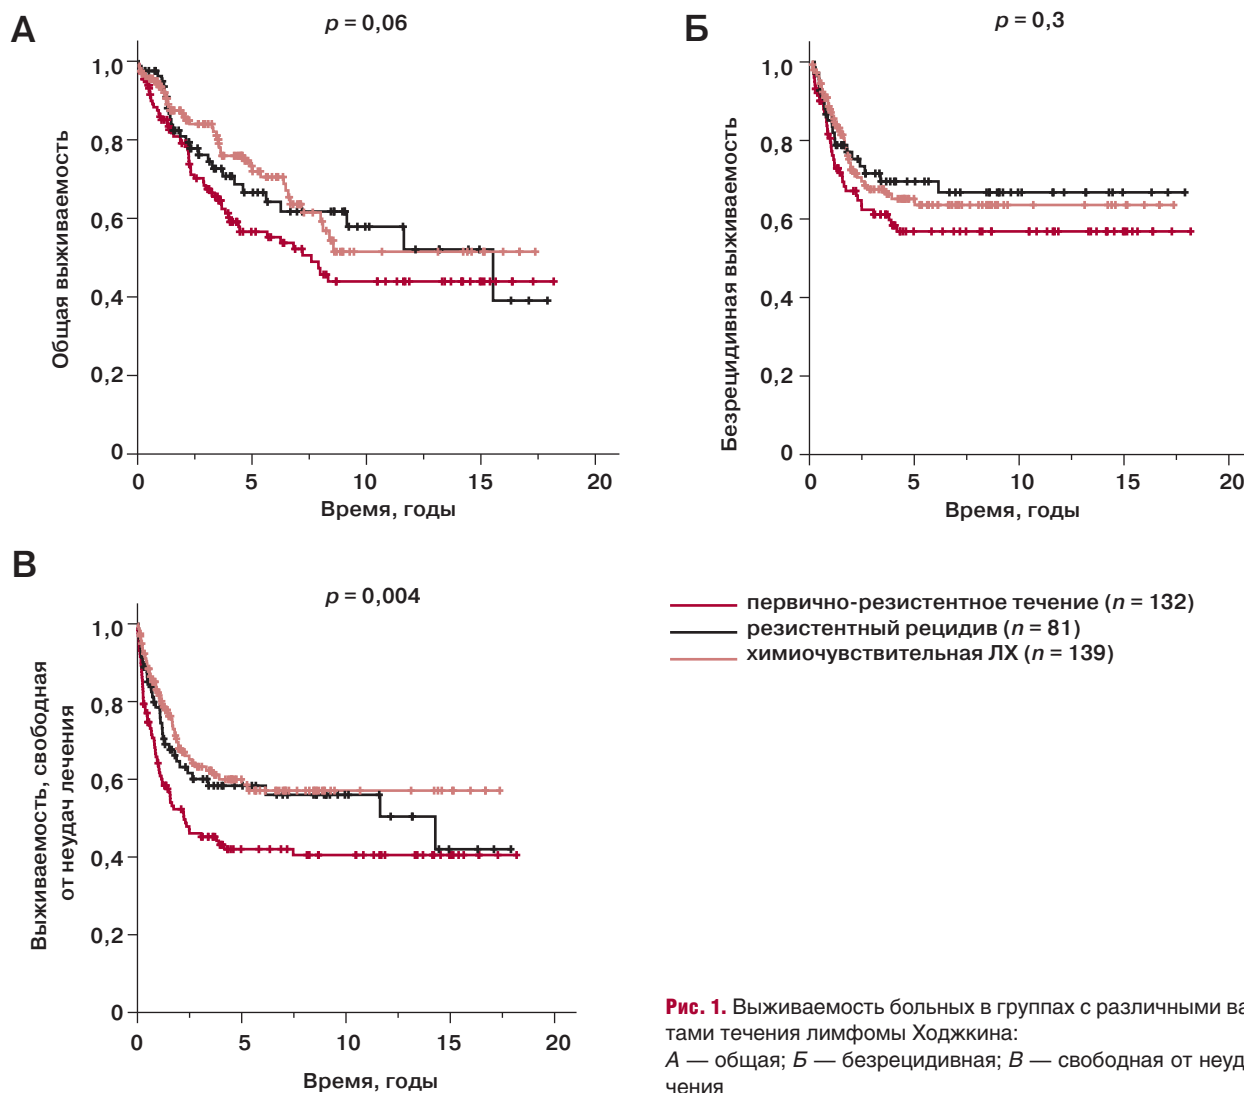 А
p = 0,06
Общая выживаемость
1,0
0,8
0,6
0,4
0,2
0
0 5 10 15 20
Время, годы
Б
p = 0,3
Безрецидивная выживаемость
1,0
0,8
0,6
0,4
0,2
0
0 5 10 15 20
Время, годы
В
p = 0,004
Выживаемость, свободная
от неудач лечения
1,0
0,8
0,6
0,4
0,2
0
0 5 10 15 20
Время, годы
первично-резистентное течение (n = 132)
резистентный рецидив (n = 81)
химиочувствительная ЛХ (n = 139)
Рис. 1. Выживаемость больных в группах с различными ва
тами течения лимфомы Ходжкина:
А — общая; Б — безрецидивная; В — свободная от неуд
чения